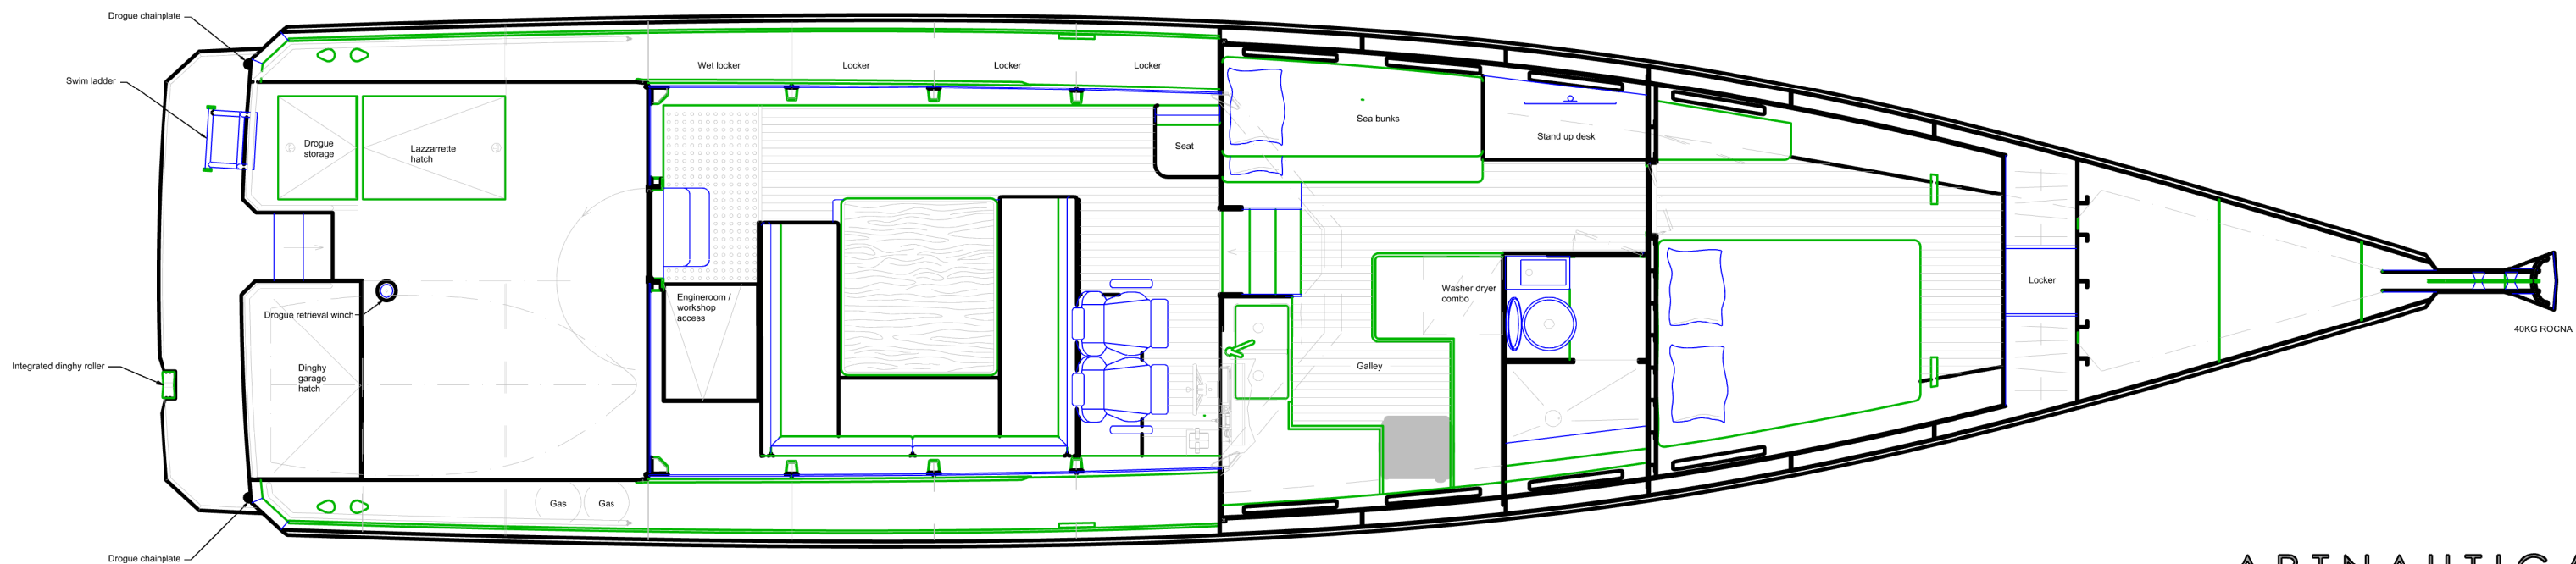 Drogue chainplate
Swim ladder
Wet locker
Locker
Locker
Locker
Drogue
storage
Lazzarrette
hatch
Seat
Sea bunks
Stand up desk
Engineroom /
workshop
access
Drogue retrieval winch
Washer dryer
combo
Locker
40KG ROCNA
Integrated dinghy roller
Dinghy
garage
hatch
Galley
Gas
Gas
Drogue chainplate